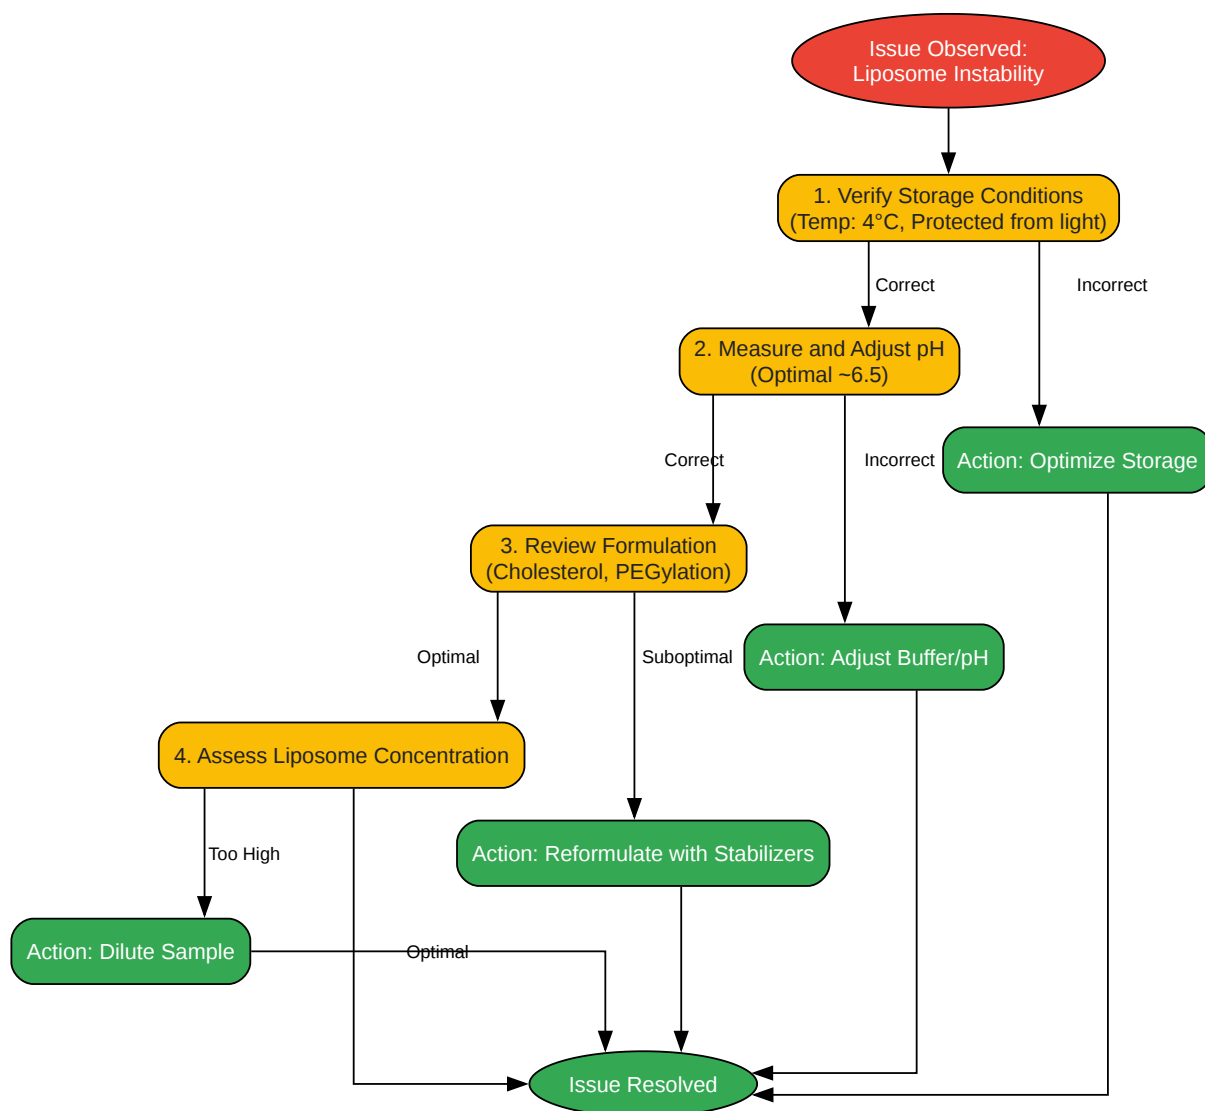 Issue Observed:
Liposome Instability
1. Verify Storage Conditions
(Temp: 4°C, Protected from light)
Correct
Incorrect
2. Measure and Adjust pH
(Optimal ~6.5)
Correct
Incorrect
Action: Optimize Storage
3. Review Formulation
(Cholesterol, PEGylation)
Optimal
Suboptimal
Action: Adjust Buffer/pH
4. Assess Liposome Concentration
Too High
Action: Reformulate with Stabilizers
Action: Dilute Sample
Optimal
Issue Resolved